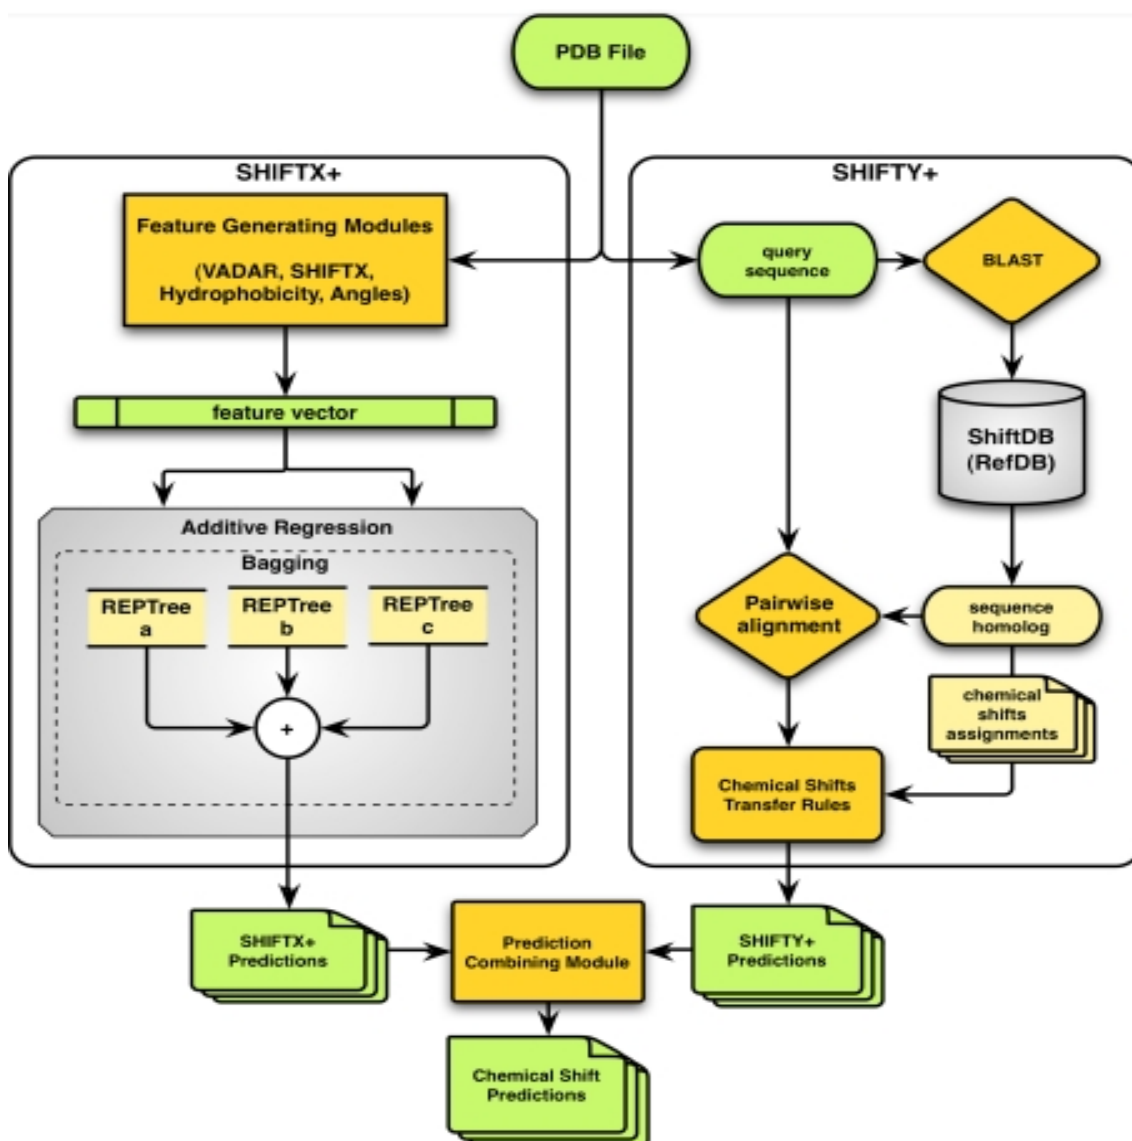 PDB File
SHIFTX+
Feature Generating Modules
(VADAR, SHIFTX,
Hydrophobicity, Angles)
feature vector
Additive Regression
Bagging
REPTree
a
REPTree
b
REPTree
c
+
SHIFTY+
query
sequence
BLAST
ShiftDB
(RefDB)
Pairwise
alignment
sequence
homolog
chemical
shifts
assignments
Chemical Shifts
Transfer Rules
SHIFTX+
Predictions
Prediction
Combining Module
SHIFTY+
Predictions
Chemical Shift
Predictions